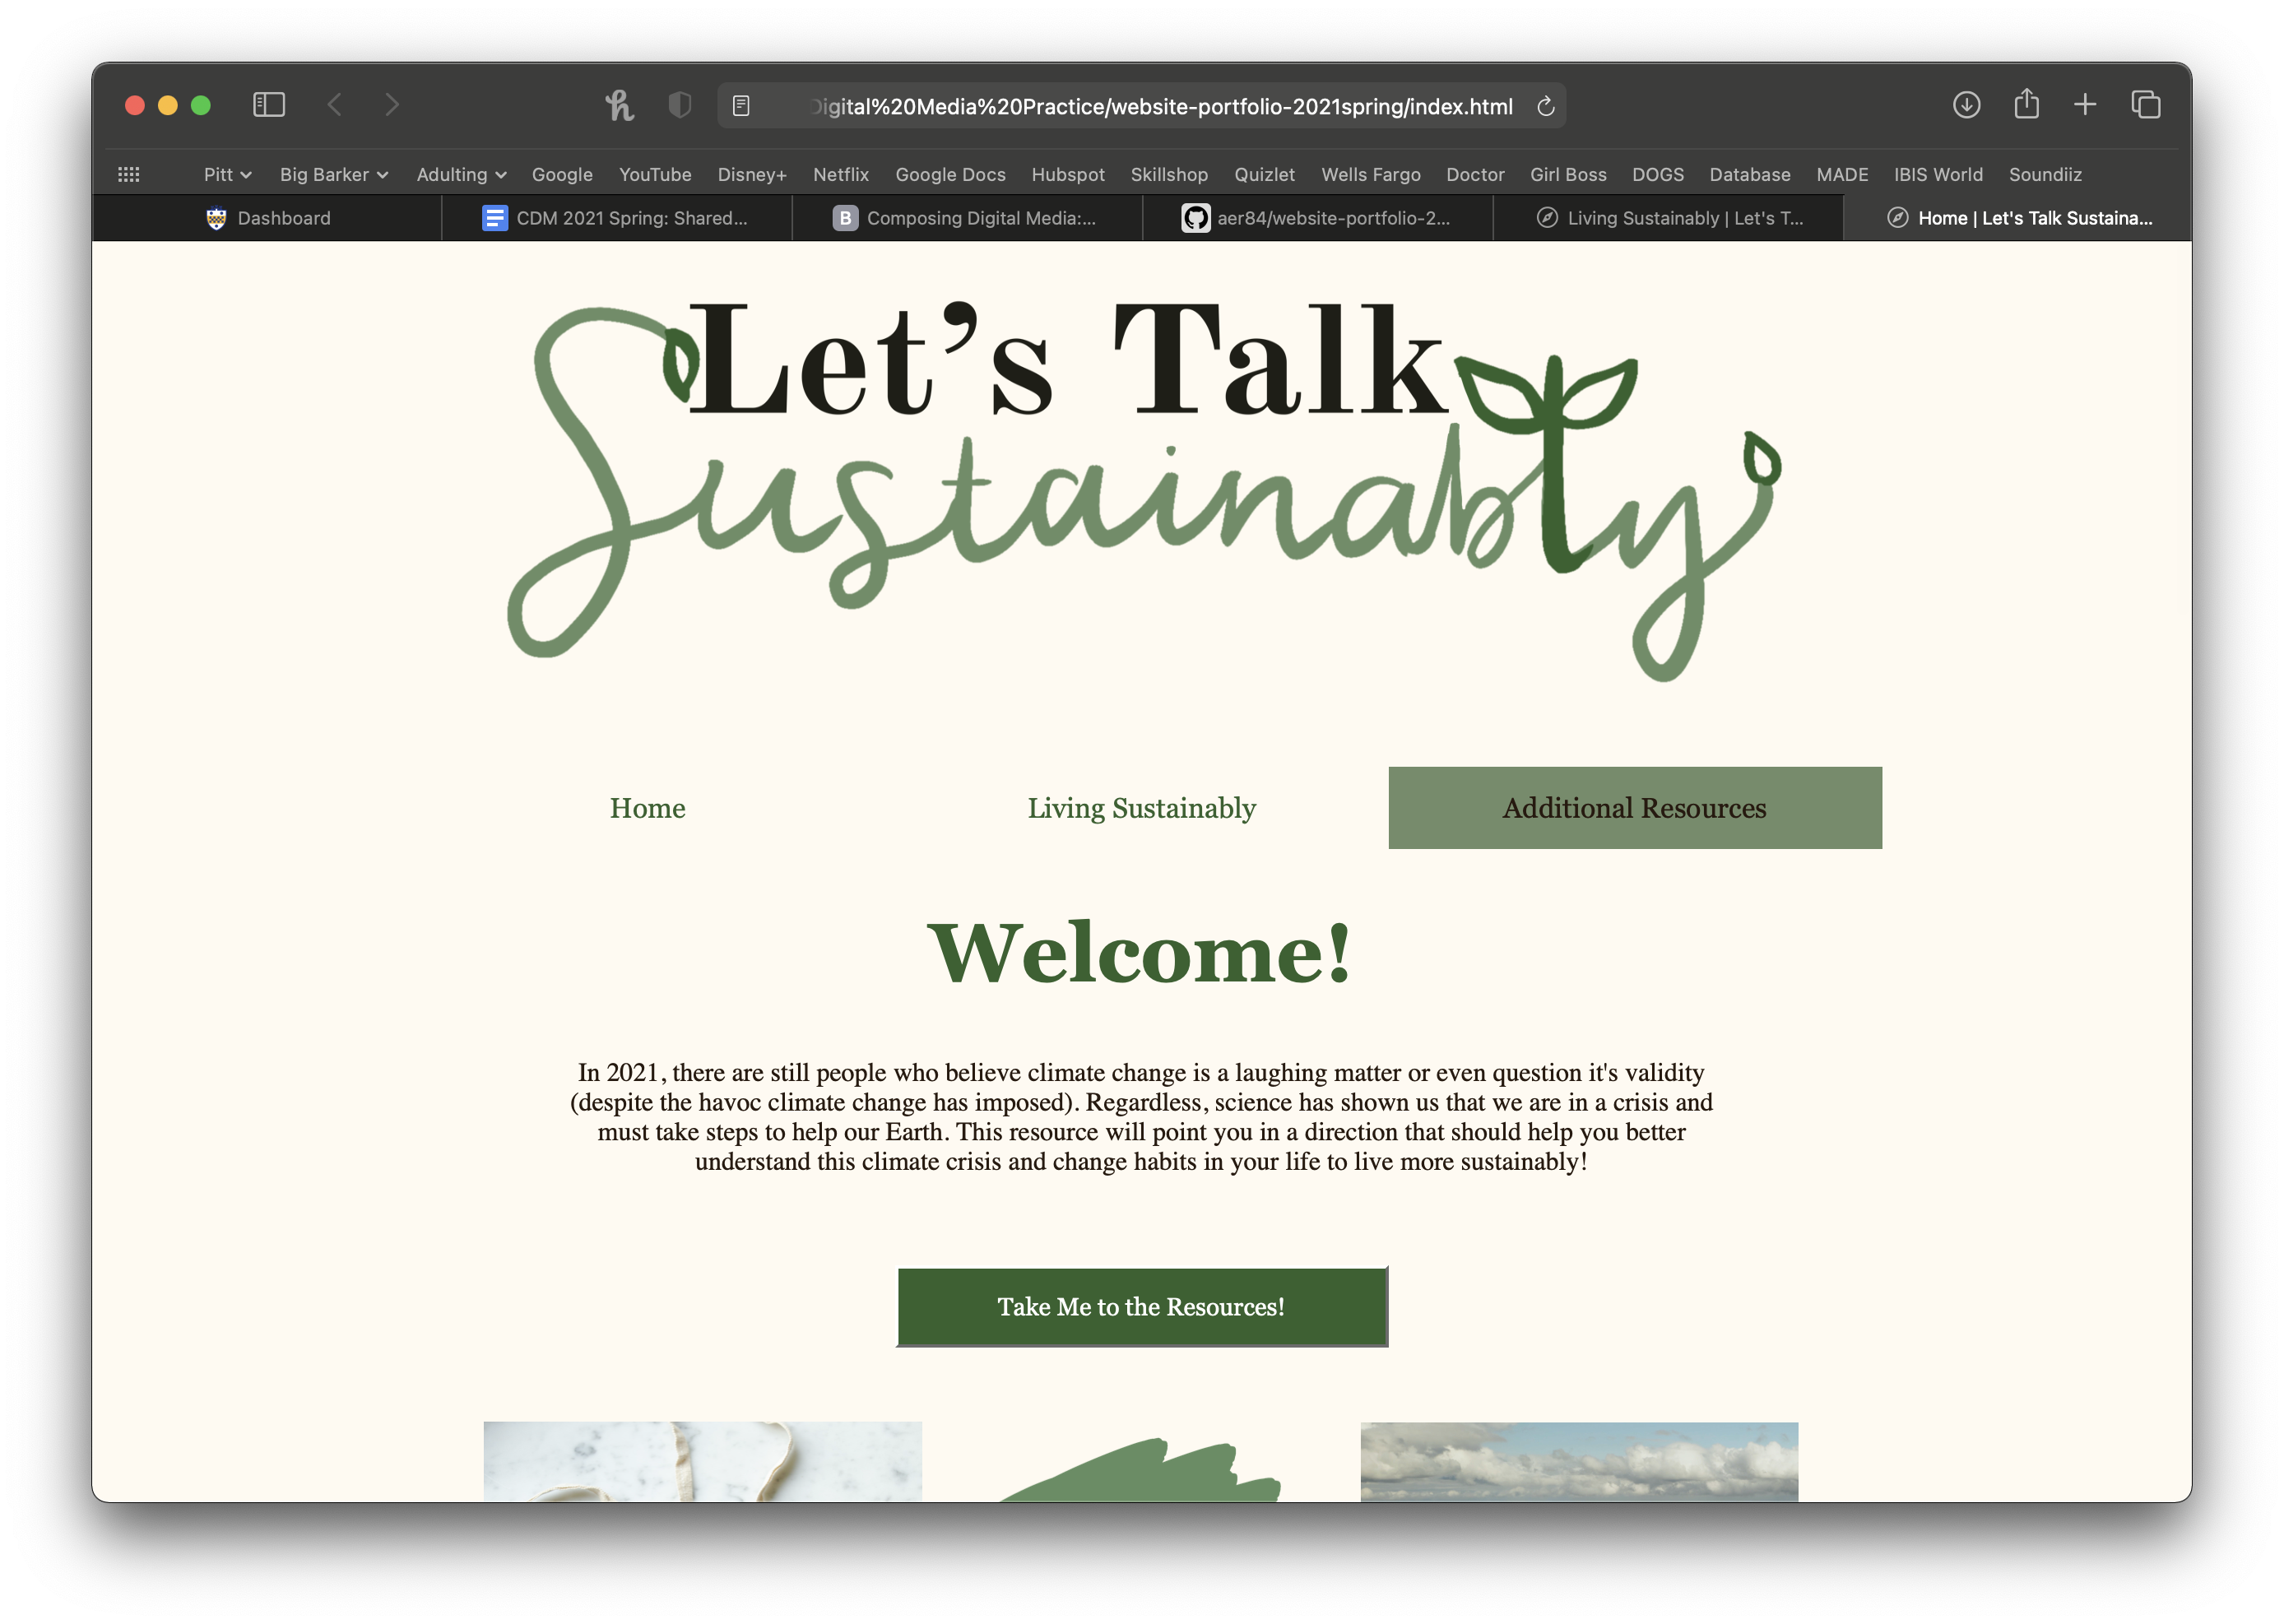 Digital%20Media%20Practice/website-portfolio-2021spring/index.html
Pitt Big Barker Adulting Google YouTube Disney+ Netflix Google Docs Hubspot Skillshop Quizlet Wells Fargo Doctor Girl Boss DOGS Database MADE IBIS World Soundiiz
Dashboard CDM 2021 Spring: Shared... B Composing Digital Media:... aer84/website-portfolio-2... Living Sustainably | Let's T... Home | Let's Talk Sustaina...
Let's Talk
Sustainably
Home Living Sustainably Additional Resources
Welcome!
In 2021, there are still people who believe climate change is a laughing matter or even question it's validity
(despite the havoc climate change has imposed). Regardless, science has shown us that we are in a crisis and
must take steps to help our Earth. This resource will point you in a direction that should help you better
understand this climate crisis and change habits in your life to live more sustainably!
Take Me to the Resources!